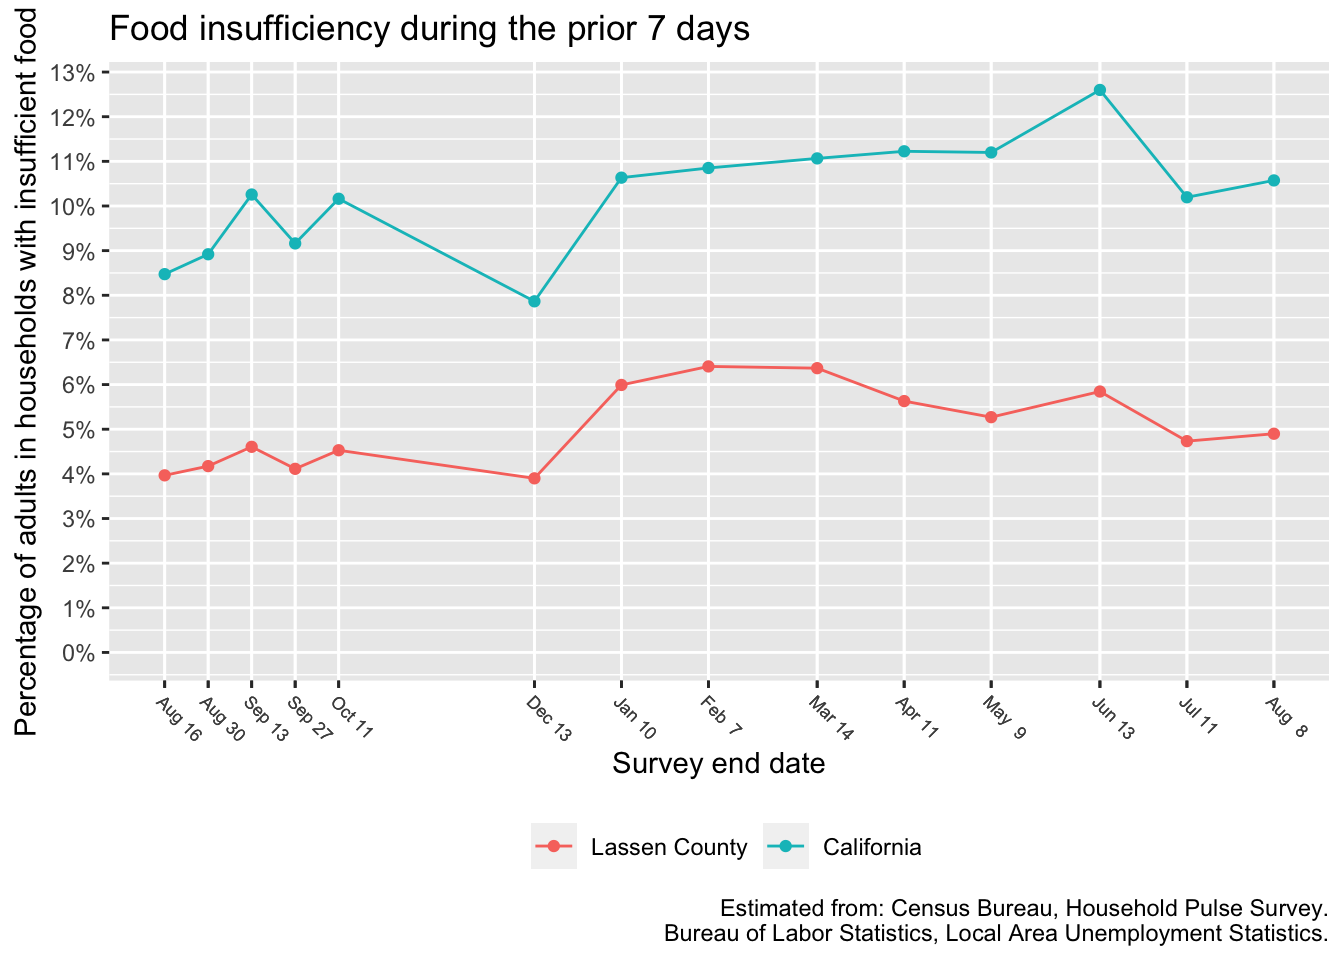 Food insufficiency during the prior 7 days
Percentage of adults in households with insufficient food
13%
12%
11%
10%
9%
8%
7%
6%
5%
4%
3%
2%
1%
0%
Aug 16
Aug 30
Sep 13
Sep 27
Oct 11
Dec 13
Jan 10
Feb 7
Mar 14
Apr 11
May 9
Jun 13
Jul 11
Aug 8
Survey end date
Lassen County
California
Estimated from: Census Bureau, Household Pulse Survey.
Bureau of Labor Statistics, Local Area Unemployment Statistics.